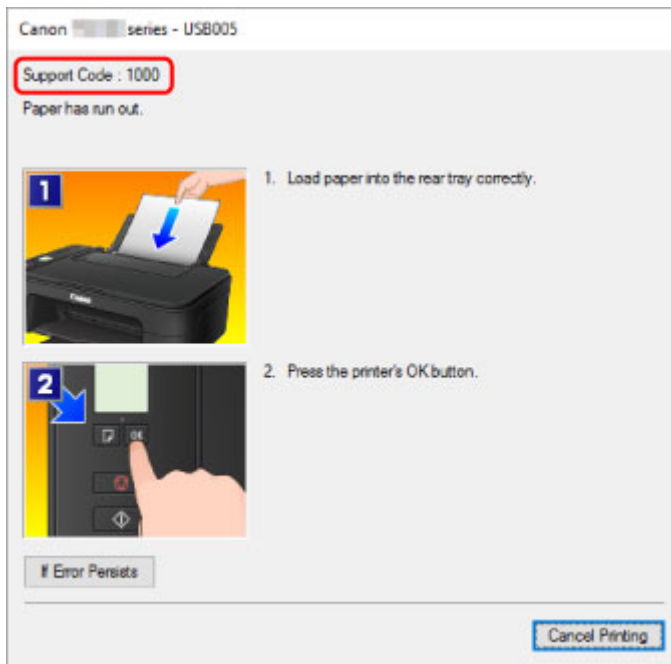 Canon series - USB005
Support Code : 1000
Paper has run out.
1
1. Load paper into the rear tray correctly.
Canon
2
2. Press the printer's OK button.
OK
If Error Persists
Cancel Printing